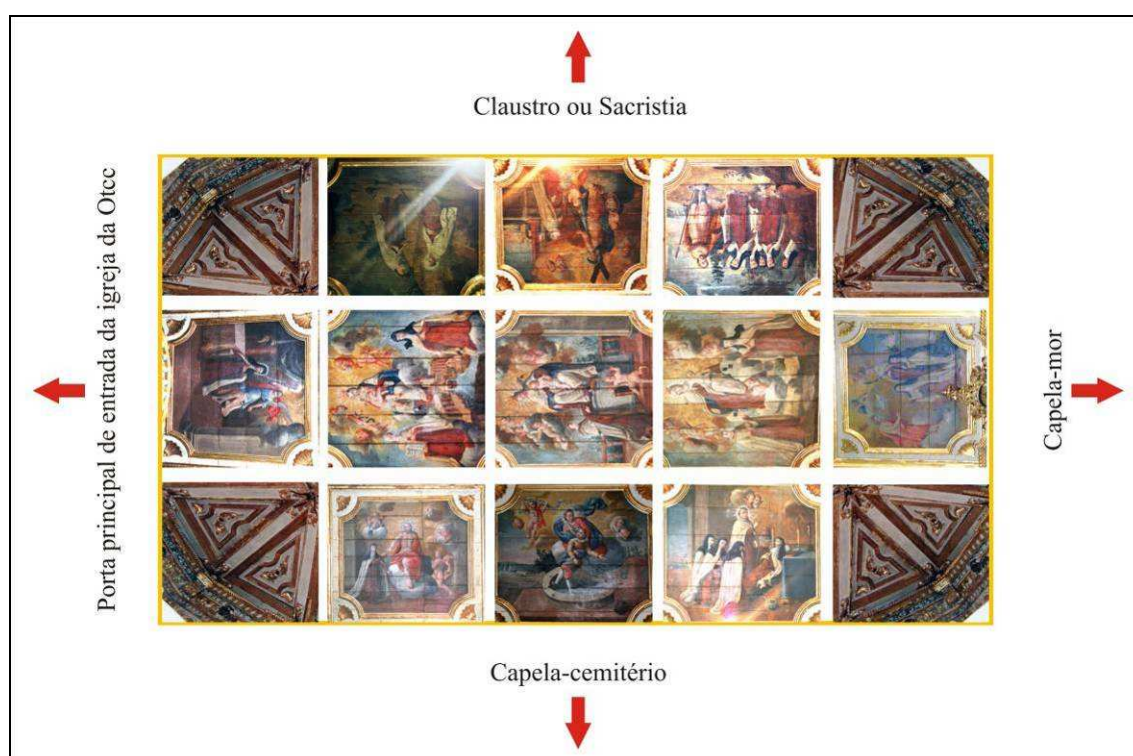 Claustro ou Sacristia
Porta principal de entrada da igreja da Otcc
Capela-mor
Capela-cemitério